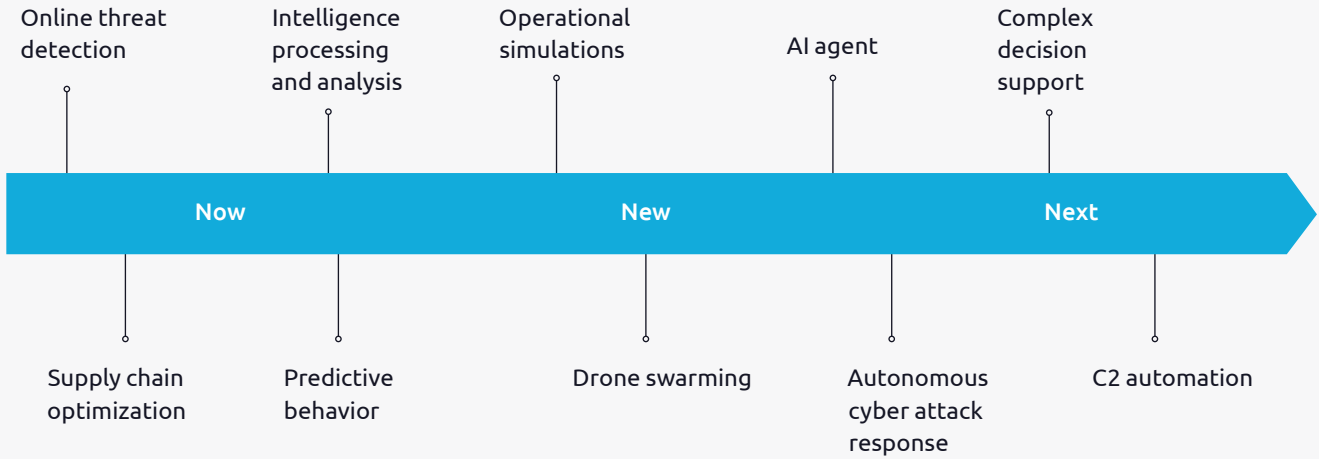 Online threat
detection
Intelligence
processing
and analysis
Operational
simulations
AI agent
Complex
decision
support
Now
New
Next
Supply chain
optimization
Predictive
behavior
Drone swarming
Autonomous
cyber attack
response
C2 automation